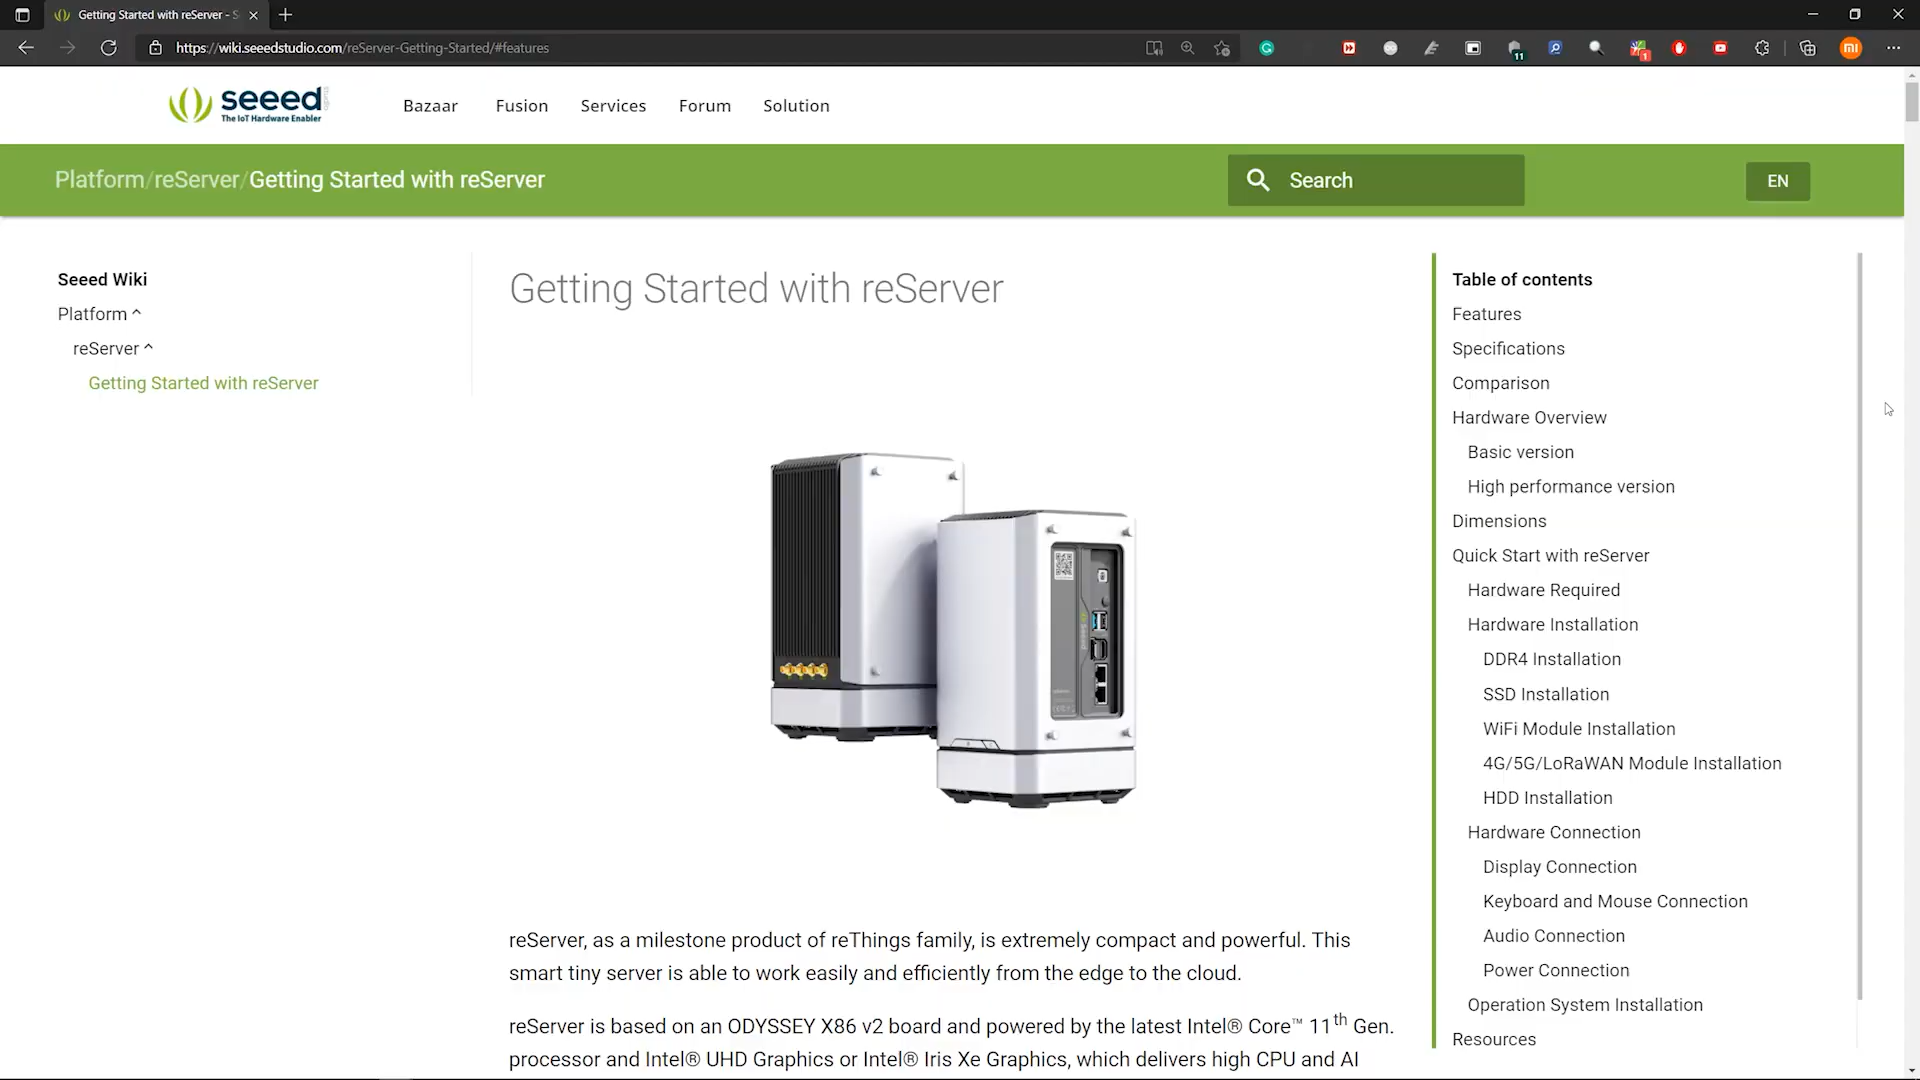 Getting Started with reServer - S
https://wiki.seeedstudio.com/reServer-Getting-Started/#features
11
1
mi
seeed
studio
The IoT Hardware Enabler
Bazaar
Fusion
Services
Forum
Solution
Platform/reServer/Getting Started with reServer
Search
EN
Seeed Wiki
Platform
reServer
Getting Started with reServer
Getting Started with reServer
seeed
reServer, as a milestone product of reThings family, is extremely compact and powerful. This
smart tiny server is able to work easily and efficiently from the edge to the cloud.
reServer is based on an ODYSSEY X86 v2 board and powered by the latest Intel® Core™ 11th Gen.
processor and Intel® UHD Graphics or Intel® Iris Xe Graphics, which delivers high CPU and AI
Table of contents
Features
Specifications
Comparison
Hardware Overview
Basic version
High performance version
Dimensions
Quick Start with reServer
Hardware Required
Hardware Installation
DDR4 Installation
SSD Installation
WiFi Module Installation
4G/5G/LoRaWAN Module Installation
HDD Installation
Hardware Connection
Display Connection
Keyboard and Mouse Connection
Audio Connection
Power Connection
Operation System Installation
Resources